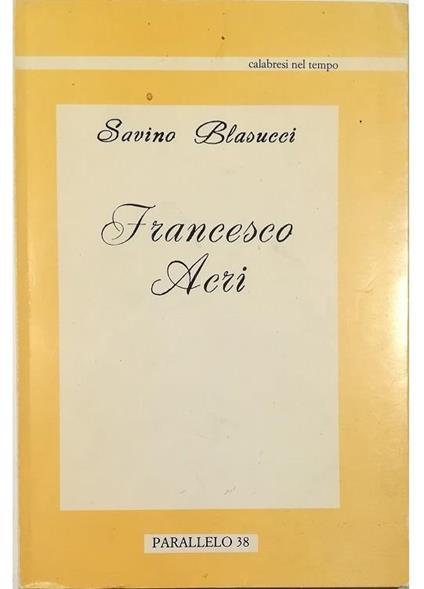 calabresi nel tempo
Savino Blasucci
Francesco
Acri
PARALLELO 38